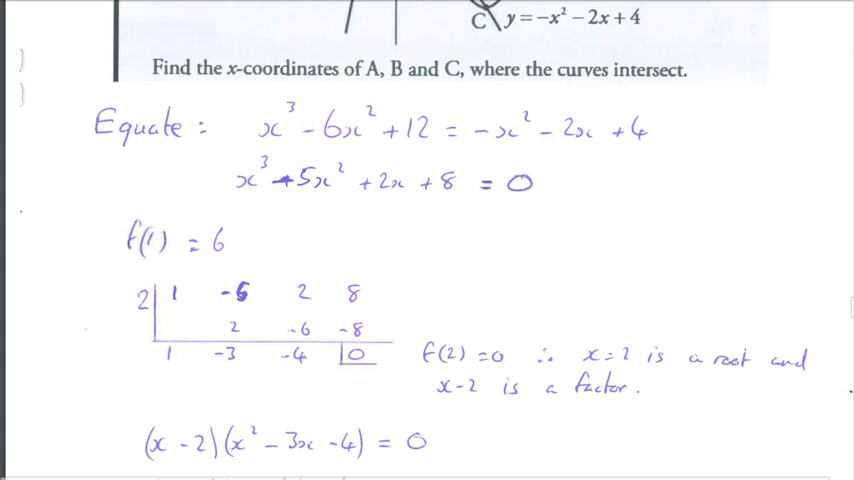 C y = −x² − 2x + 4
Find the x-coordinates of A, B and C, where the curves intersect.
Equate : x³ − 6x² + 12 = −x² − 2x + 4
x³ − 5x² + 2x + 8 = 0
f(1) = 6
2 | 1 −5 2 8
2 −6 −8
1 −3 −4 0
f(2) = 0 ∴ x = 2 is a root and
x − 2 is a factor.
(x − 2)(x² − 3x − 4) = 0